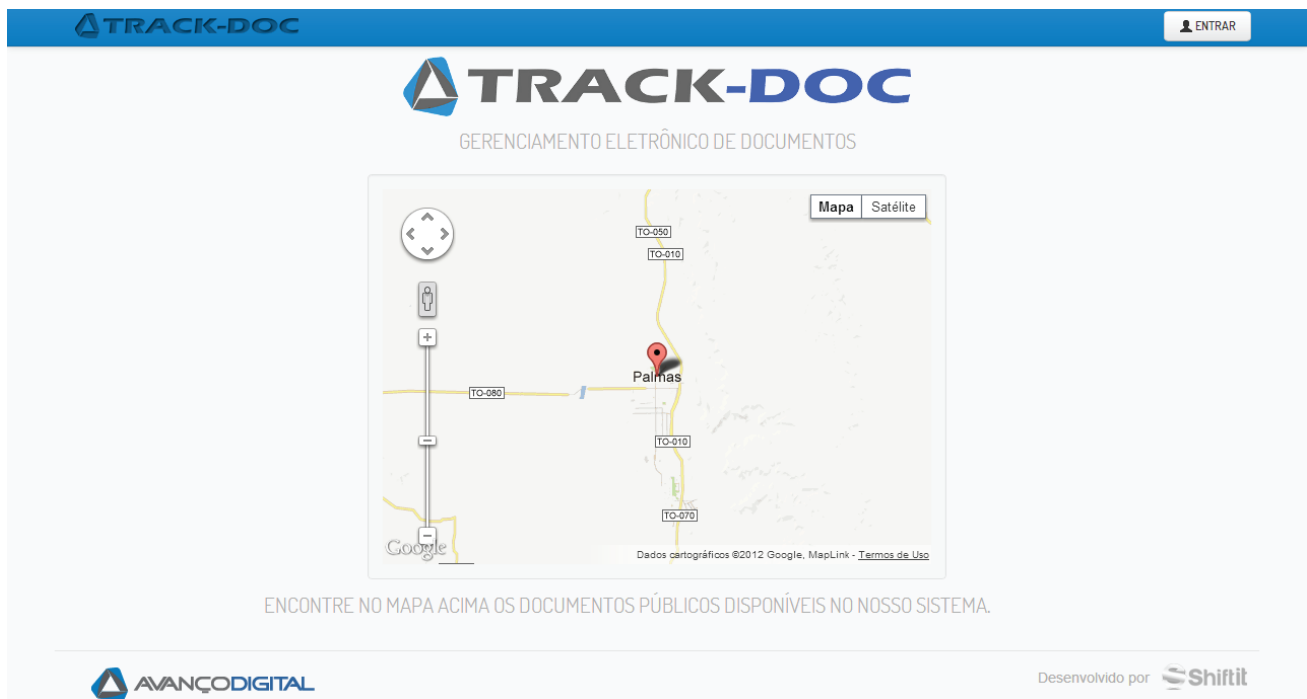 TRACK-DOC
ENTRAR
TRACK-DOC
GERENCIAMENTO ELETRÔNICO DE DOCUMENTOS
Mapa Satélite
TO-050
TO-010
Palmas
TO-080
TO-010
TO-070
Google
Dados cartográficos ©2012 Google, MapLink - Termos de Uso
ENCONTRE NO MAPA ACIMA OS DOCUMENTOS PÚBLICOS DISPONÍVEIS NO NOSSO SISTEMA.
AVANÇODIGITAL
Desenvolvido por Shiftit